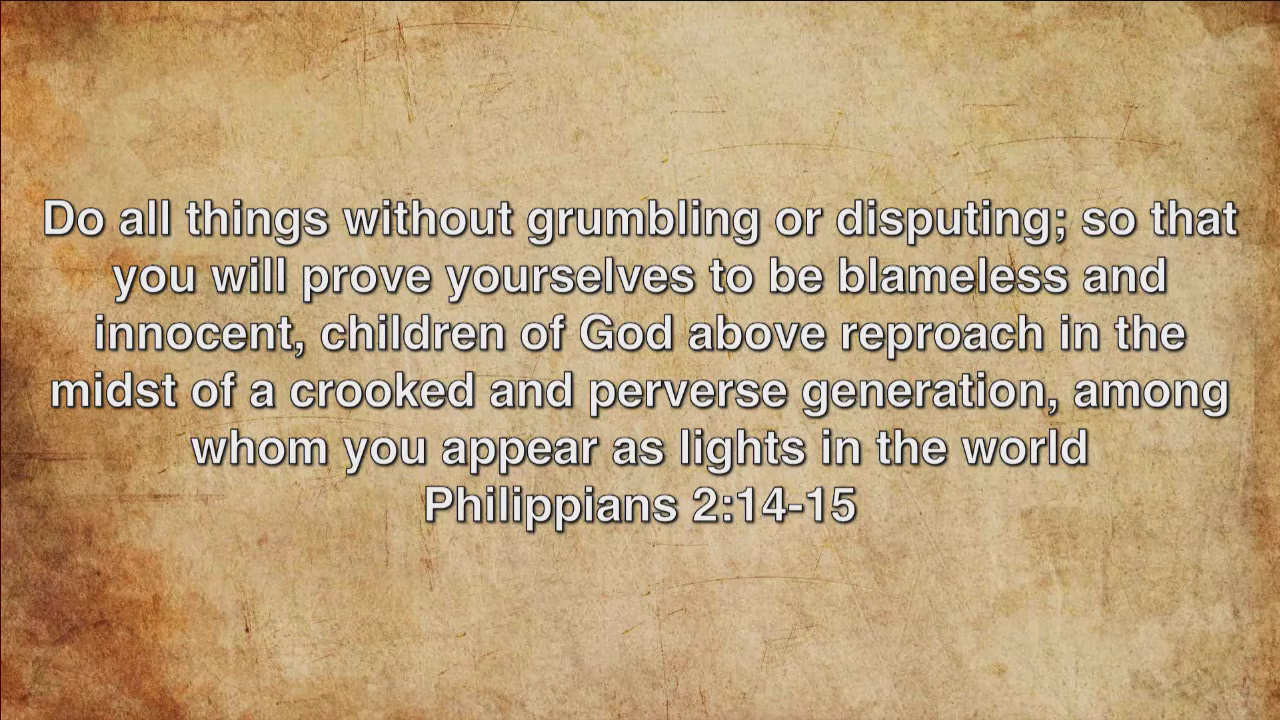 Do all things without grumbling or disputing; so that
you will prove yourselves to be blameless and
innocent, children of God above reproach in the
midst of a crooked and perverse generation, among
whom you appear as lights in the world
Philippians 2:14-15